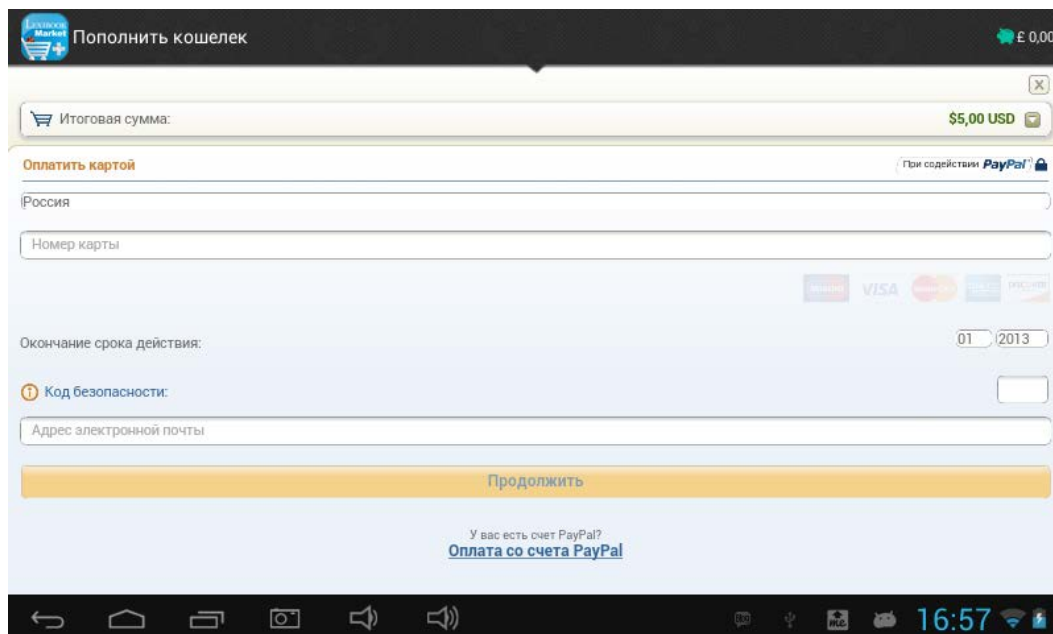 LEXIBOOK
Market
Пополнить кошелек
£ 0,00
Итоговая сумма:
$5,00 USD
Оплатить картой
При содействии PayPal
Россия
Номер карты
VISA
Окончание срока действия:
01
2013
Код безопасности:
Адрес электронной почты
Продолжить
У вас есть счет PayPal?
Оплата со счета PayPal
16:57